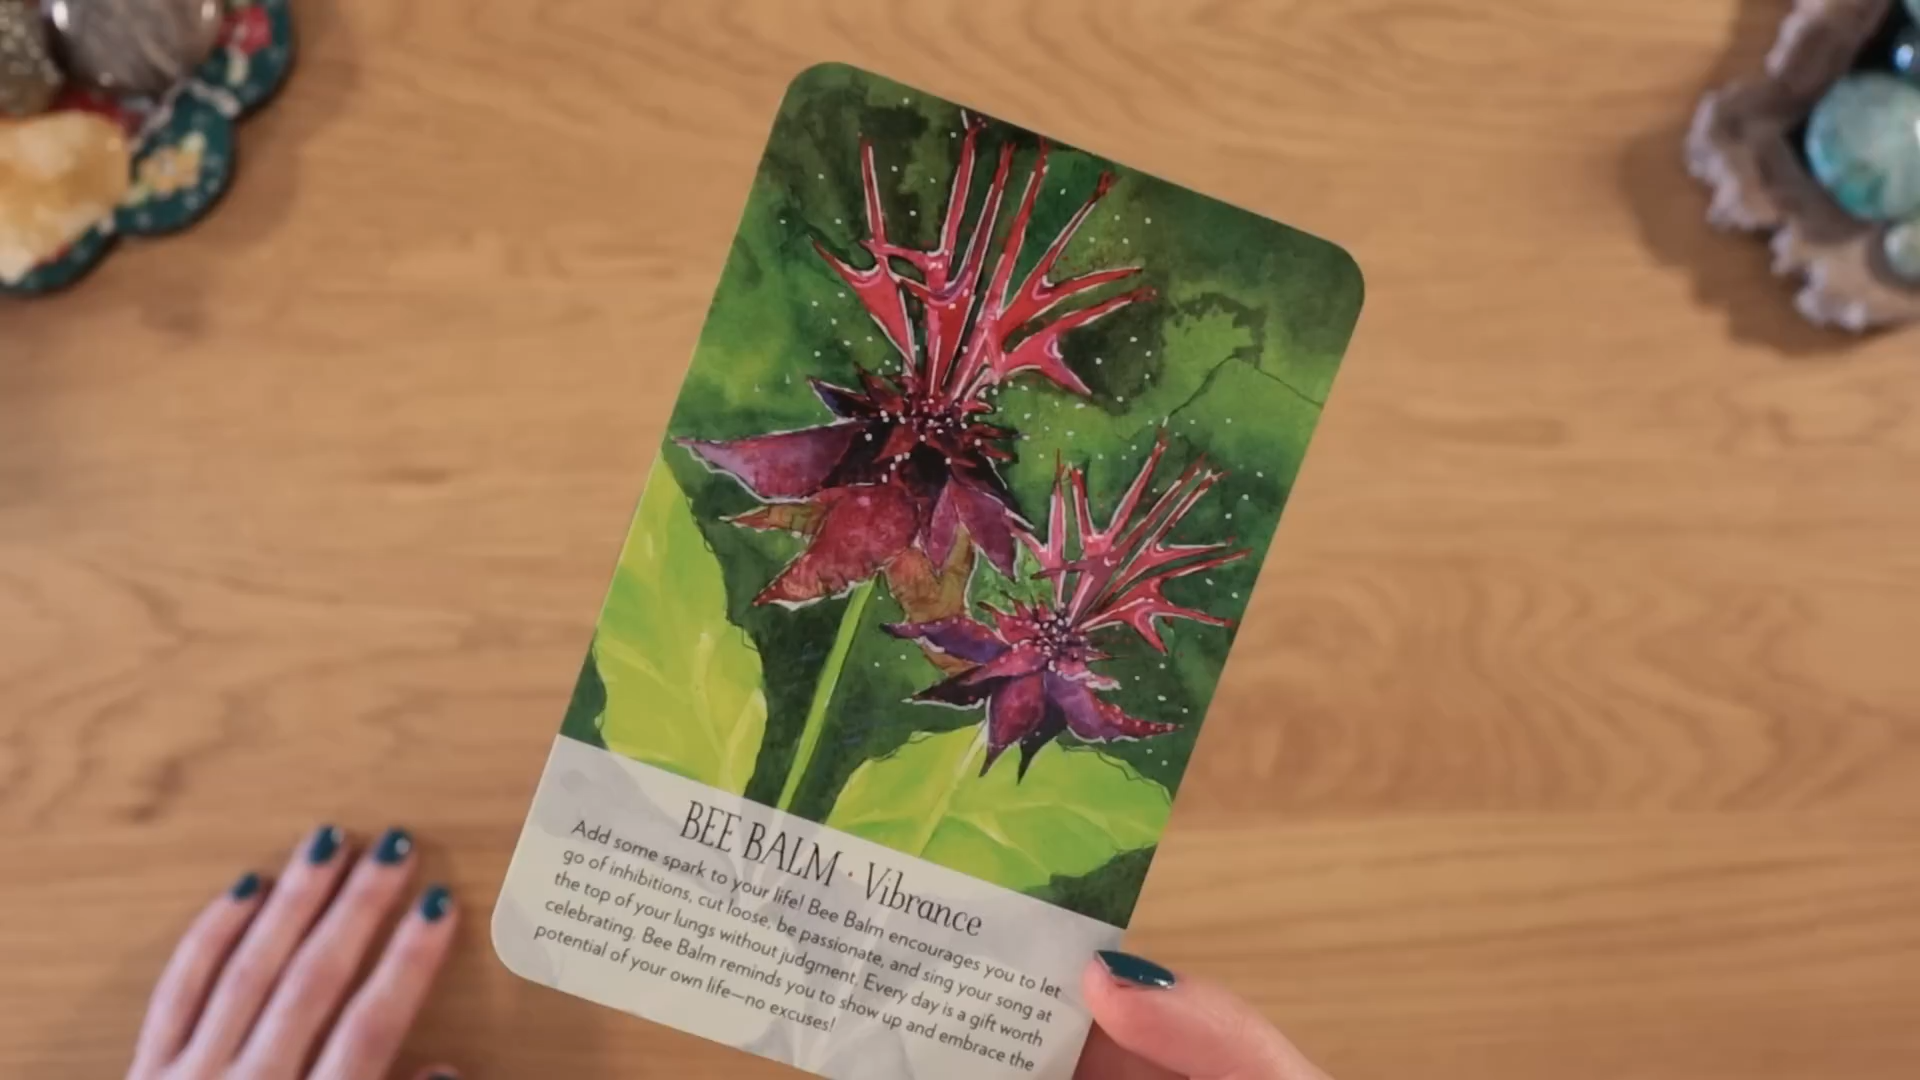 BEE BALM · Vibrance
Add some spark to your life! Bee Balm encourages you to let
go of inhibitions, cut loose, be passionate, and sing your song at
the top of your lungs without judgment. Every day is a gift worth
celebrating. Bee Balm reminds you to show up and embrace the
potential of your own life—no excuses!